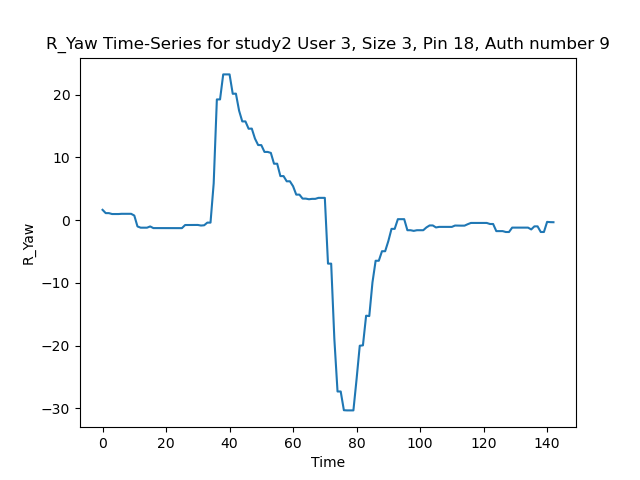 R_Yaw Time-Series for study2 User 3, Size 3, Pin 18, Auth number 9
20
10
0
−10
−20
−30
R_Yaw
0 20 40 60 80 100 120 140
Time